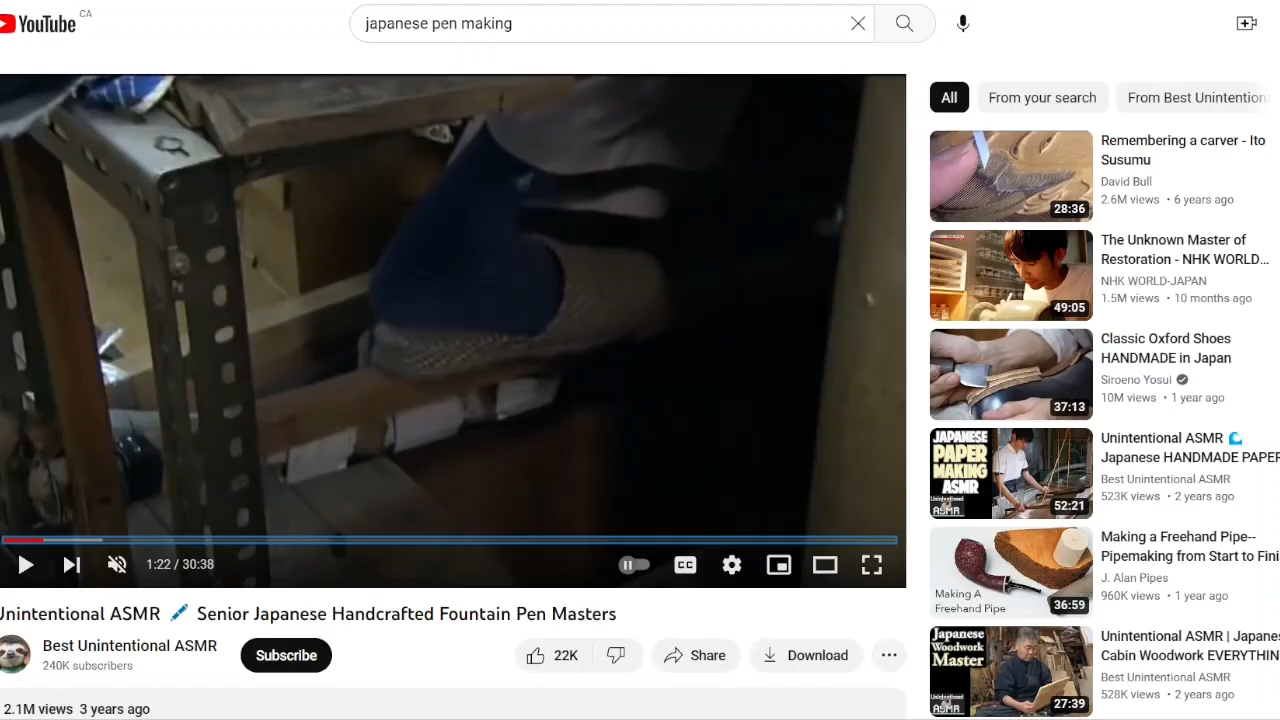 YouTube CA
japanese pen making
All
From your search
From Best Unintention
Remembering a carver - Ito
Susumu
David Bull
2.6M views • 6 years ago
28:36
The Unknown Master of
Restoration - NHK WORLD...
NHK WORLD-JAPAN
1.5M views • 10 months ago
49:05
Classic Oxford Shoes
HANDMADE in Japan
Siroeno Yosui
10M views • 1 year ago
37:13
JAPANESE
PAPER
MAKING
ASMR
Unintentional
ASMR
52:21
Unintentional ASMR 🌊
Japanese HANDMADE PAPER
Best Unintentional ASMR
523K views • 2 years ago
Making A
Freehand Pipe
36:59
Making a Freehand Pipe--
Pipemaking from Start to Fini
J. Alan Pipes
960K views • 1 year ago
Japanese
Woodwork
Master
Unintentional
ASMR
27:39
Unintentional ASMR | Japanes
Cabin Woodwork EVERYTHIN
Best Unintentional ASMR
528K views • 2 years ago
1:22 / 30:38
CC
Unintentional ASMR 🖊️ Senior Japanese Handcrafted Fountain Pen Masters
Best Unintentional ASMR
240K subscribers
Subscribe
22K
Share
Download
2.1M views 3 years ago